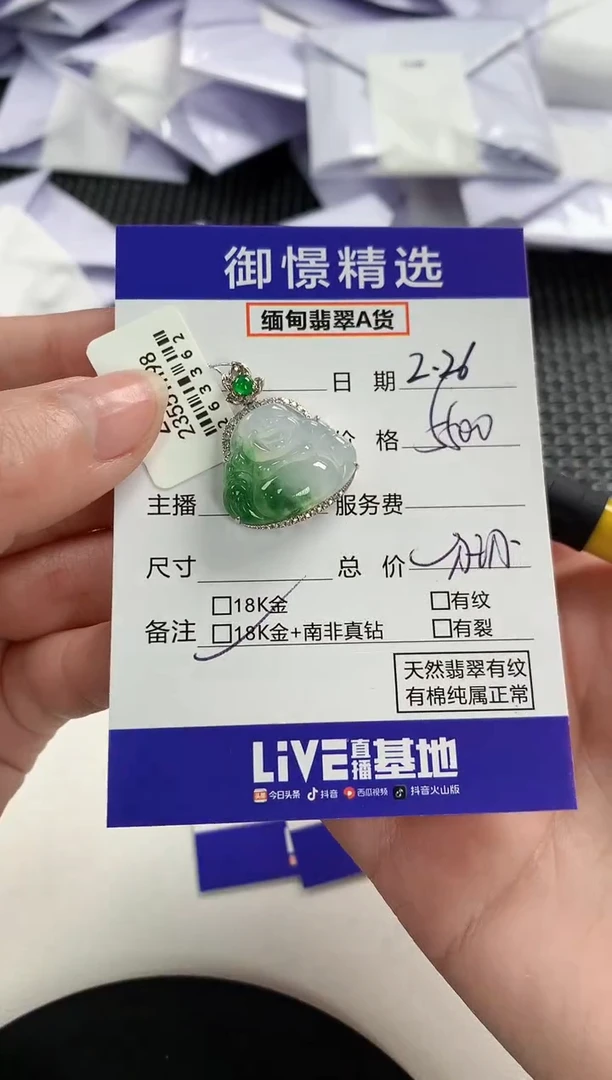 御憬精选
缅甸翡翠A货
日 期 2.26
价 格 5500
主播 服务费
尺寸 总 价
备注
□18K金 □有纹
□18K金+南非真钻 □有裂
天然翡翠有纹
有棉纯属正常
LiVE直播基地
头条 今日头条 抖音 西瓜视频 抖音火山版